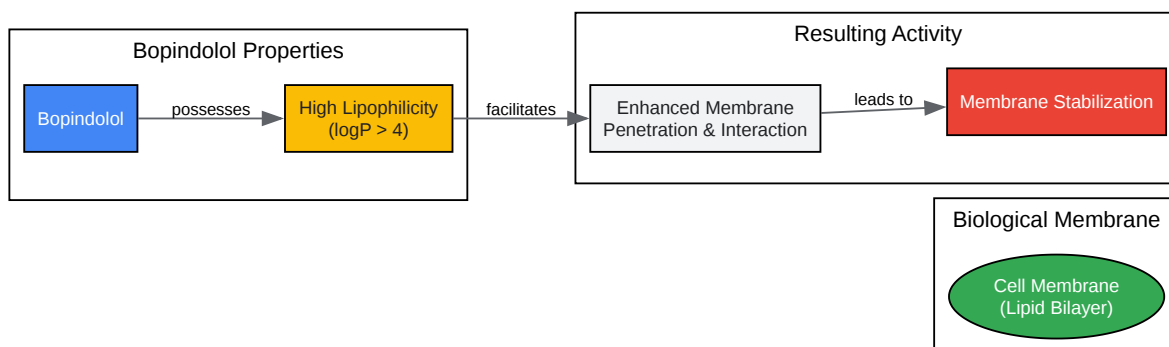 Bopindolol Properties
Bopindolol
possesses
High Lipophilicity
(logP > 4)
facilitates
Resulting Activity
Enhanced Membrane
Penetration & Interaction
leads to
Membrane Stabilization
Biological Membrane
Cell Membrane
(Lipid Bilayer)